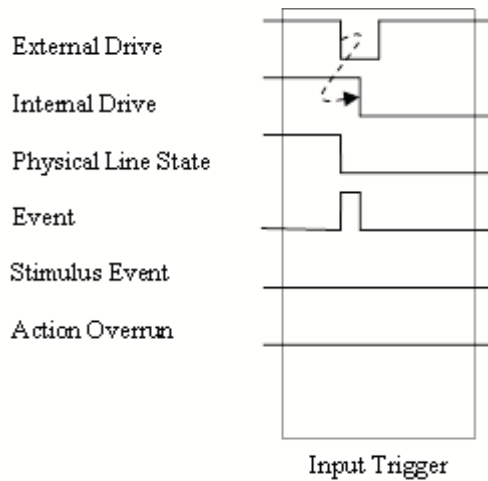 External Drive
Internal Drive
Physical Line State
Event
Stimulus Event
Action Overrun
Input Trigger